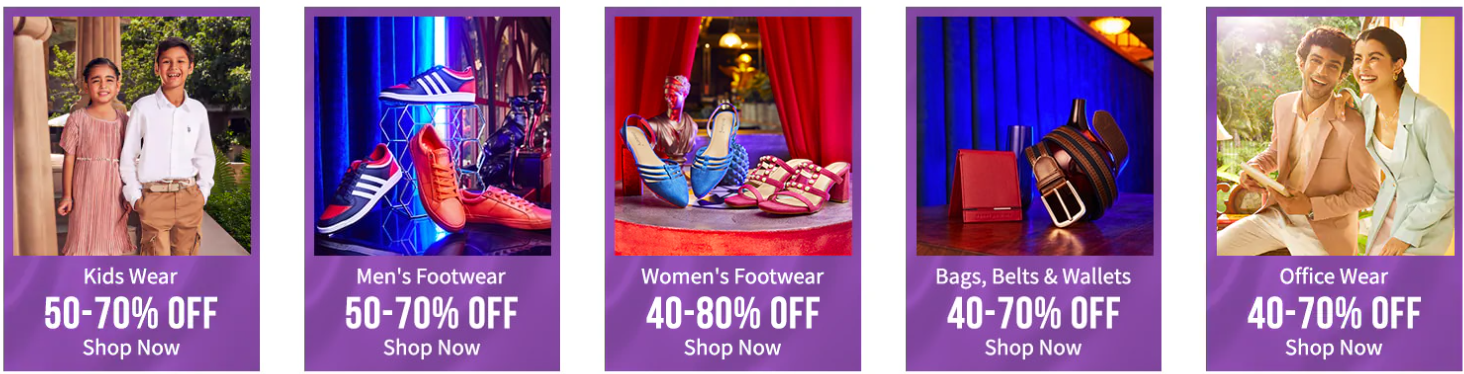 Kids Wear
50-70% OFF
Shop Now
Men's Footwear
50-70% OFF
Shop Now
Women's Footwear
40-80% OFF
Shop Now
Bags, Belts & Wallets
40-70% OFF
Shop Now
Office Wear
40-70% OFF
Shop Now